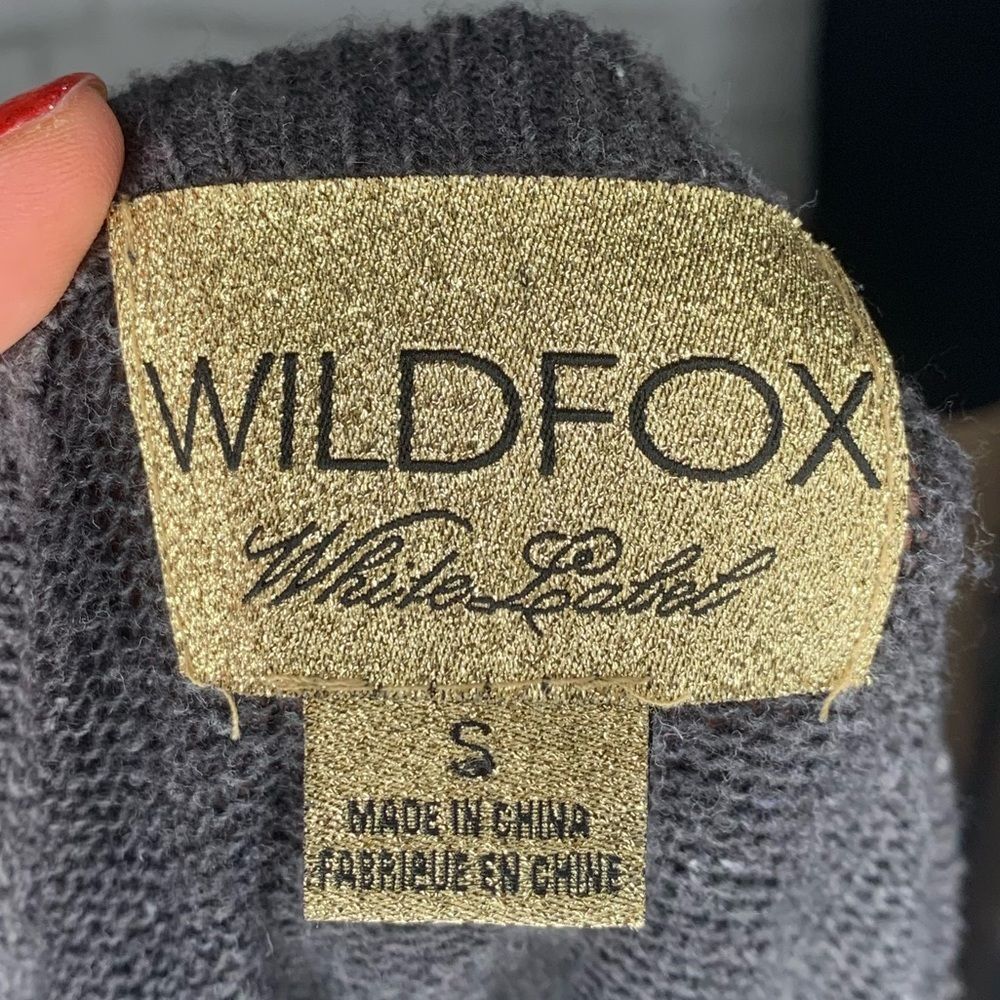 WILDFOX
White Label
S
MADE IN CHINA
FABRIQUE EN CHINE